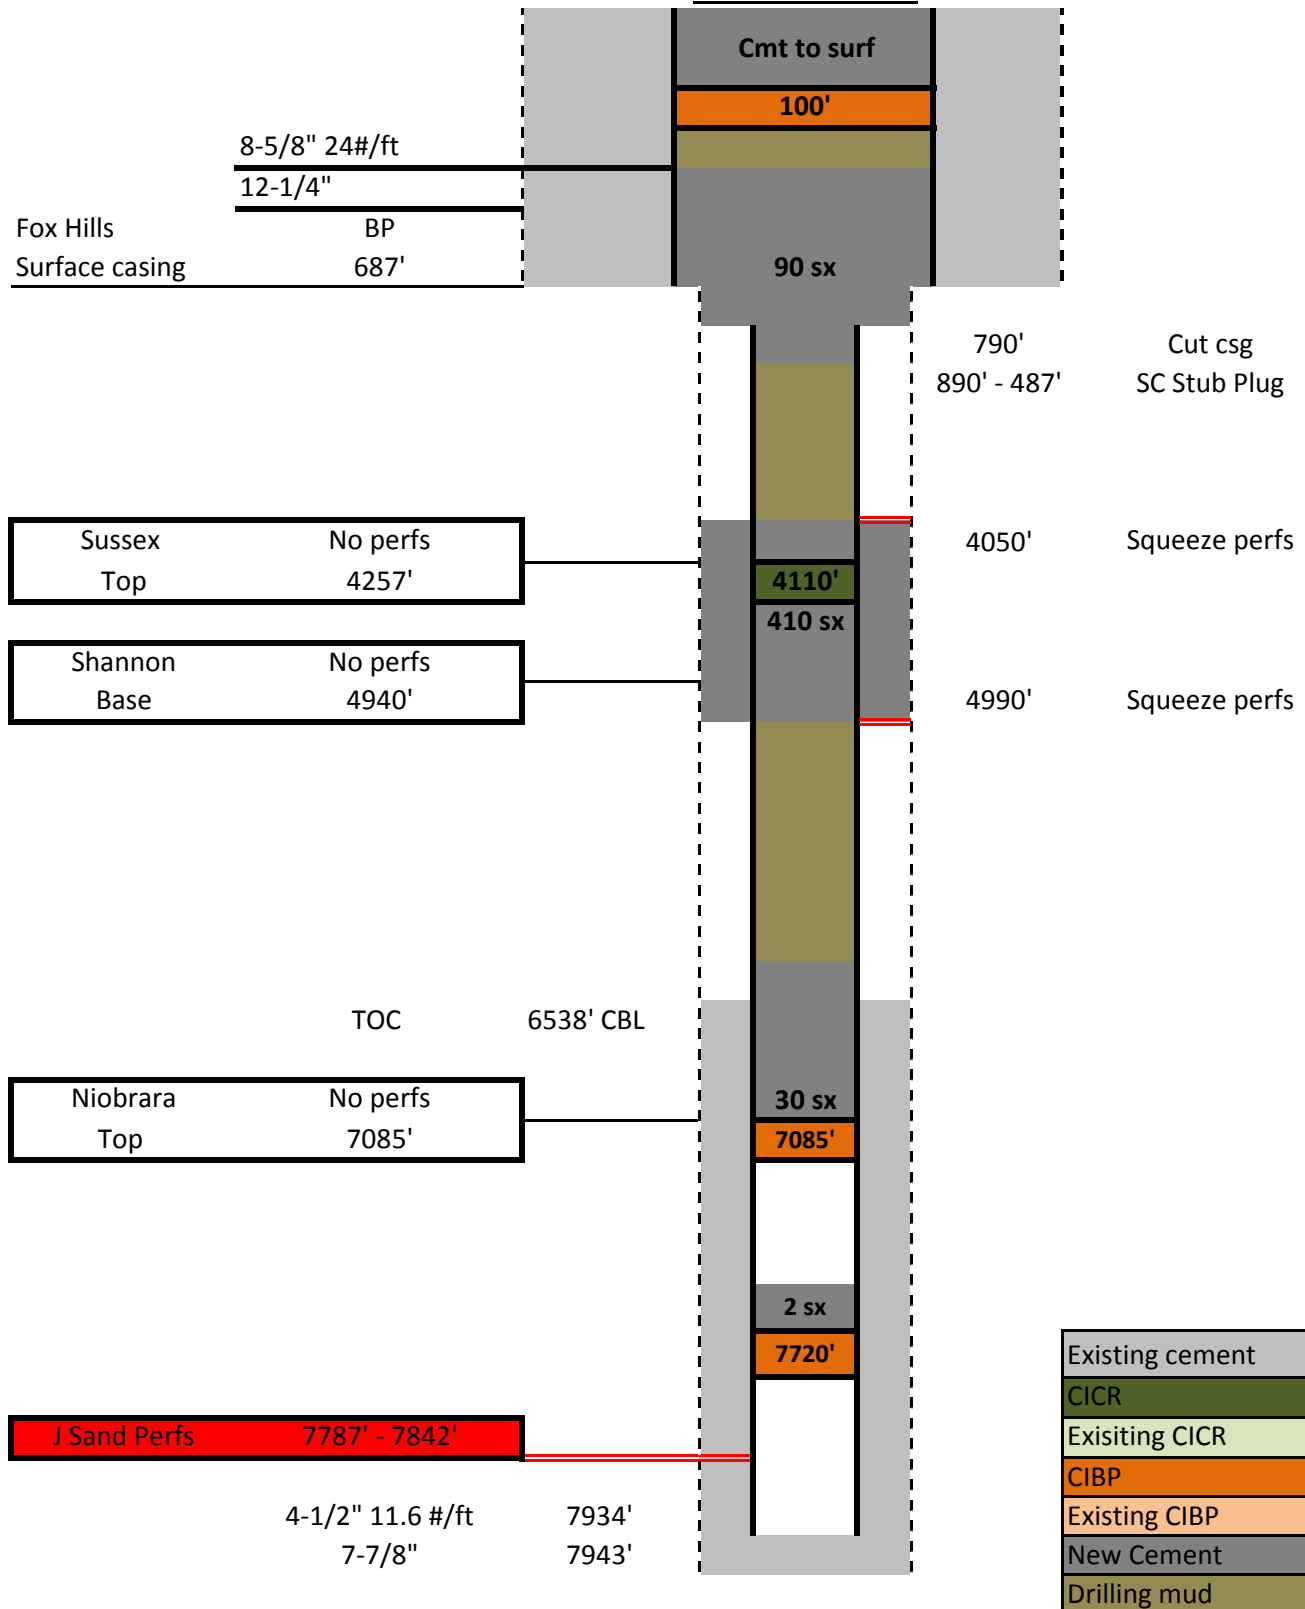 Cmt to surf
100'
8-5/8" 24#/ft
12-1/4"
Fox Hills BP
Surface casing 687'
90 sx
790' Cut csg
890' - 487' SC Stub Plug
Sussex No perfs
Top 4257'
4050' Squeeze perfs
4110'
410 sx
Shannon No perfs
Base 4940'
4990' Squeeze perfs
TOC 6538' CBL
Niobrara No perfs
Top 7085'
30 sx
7085'
2 sx
7720'
J Sand Perfs 7787' - 7842'
4-1/2" 11.6 #/ft 7934'
7-7/8" 7943'
Existing cement
CICR
Exisiting CICR
CIBP
Existing CIBP
New Cement
Drilling mud